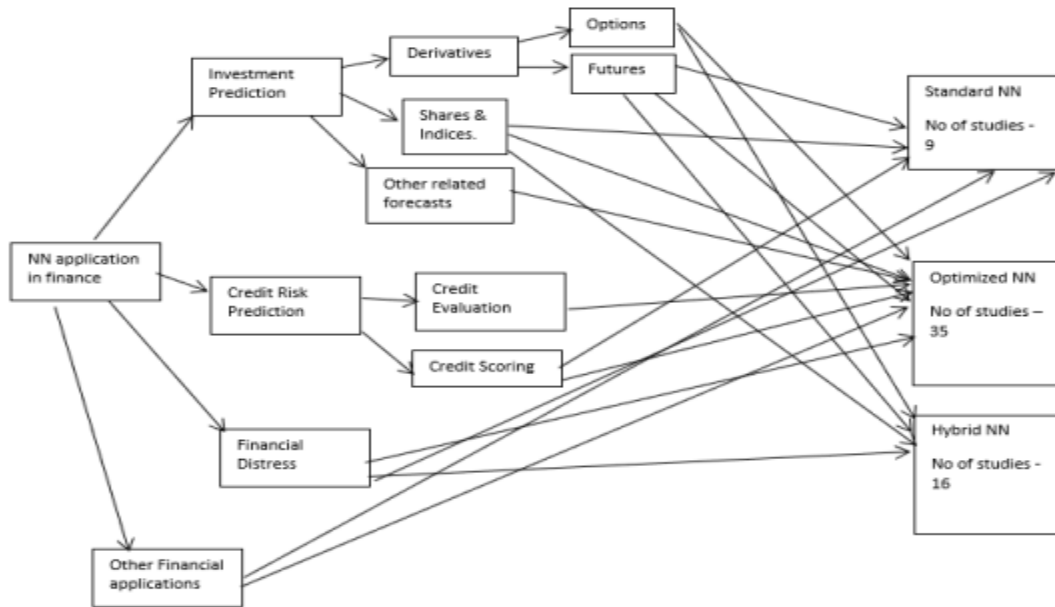 Options
Derivatives
Investment
Prediction
Futures
Standard NN
No of studies -
9
Shares &
Indices.
Other related
forecasts
NN application
in finance
Credit Risk
Prediction
Credit
Evaluation
Optimized NN
No of studies –
35
Credit Scoring
Financial
Distress
Hybrid NN
No of studies -
16
Other Financial
applications